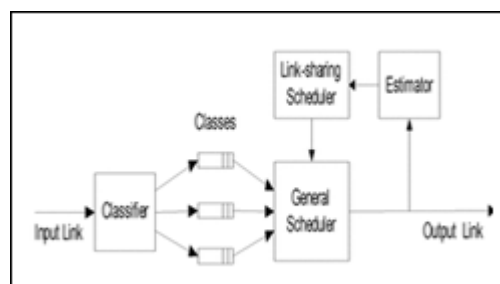 Link-sharing
Scheduler
Estimator
Classes
Classifier
General
Scheduler
Input Link
Output Link